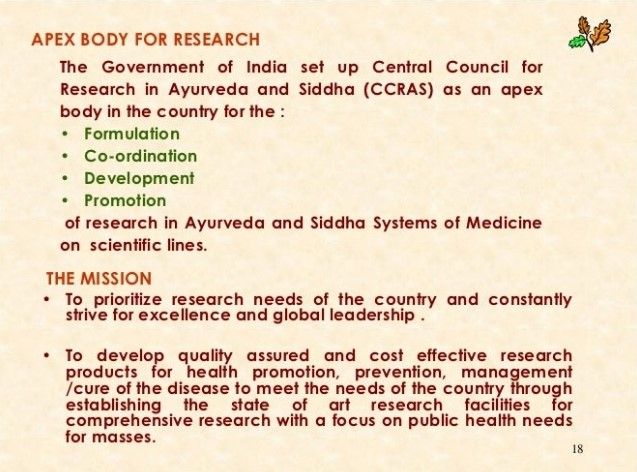 APEX BODY FOR RESEARCH
The Government of India set up Central Council for
Research in Ayurveda and Siddha (CCRAS) as an apex
body in the country for the :
• Formulation
• Co-ordination
• Development
• Promotion
of research in Ayurveda and Siddha Systems of Medicine
on scientific lines.
THE MISSION
• To prioritize research needs of the country and constantly
strive for excellence and global leadership .
• To develop quality assured and cost effective research
products for health promotion, prevention, management
/cure of the disease to meet the needs of the country through
establishing the state of art research facilities for
comprehensive research with a focus on public health needs
for masses.
18